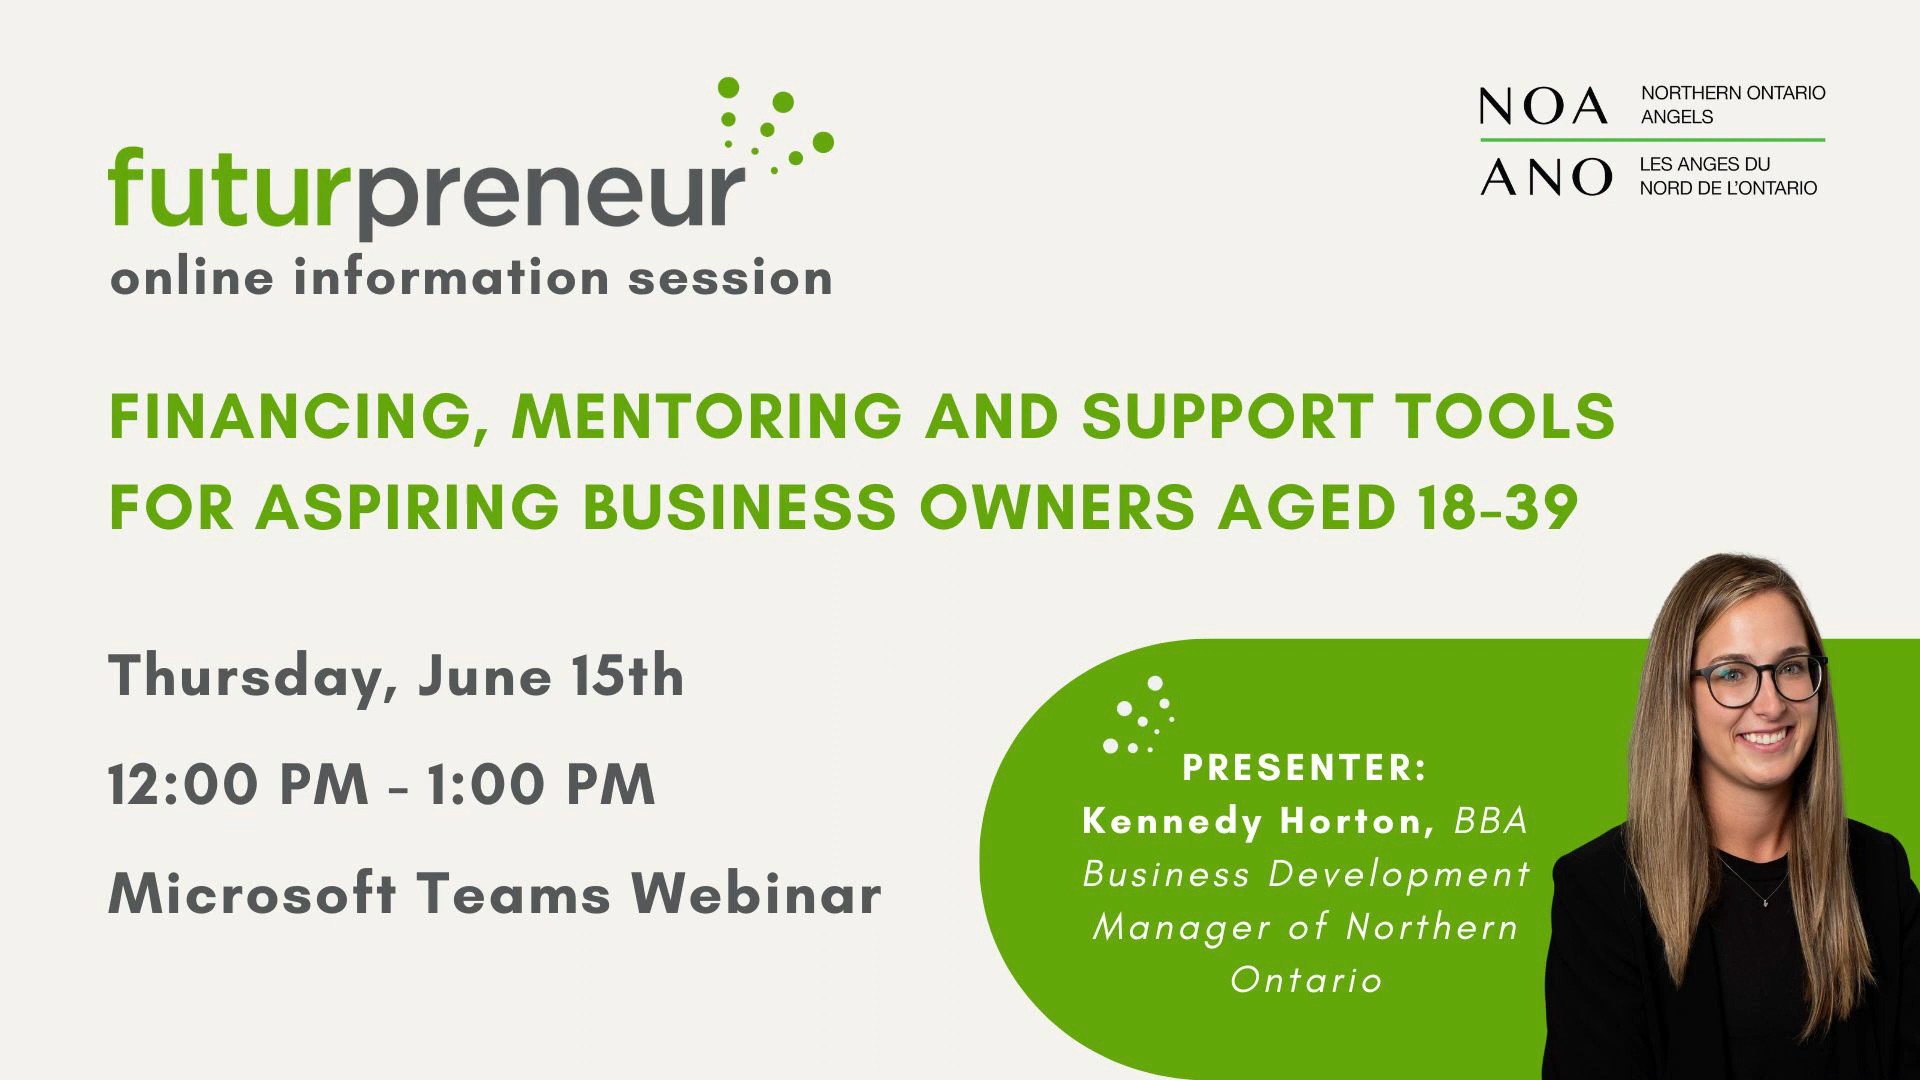 futurpreneur
online information session
NOA NORTHERN ONTARIO
ANGELS
ANO LES ANGES DU
NORD DE L'ONTARIO
FINANCING, MENTORING AND SUPPORT TOOLS
FOR ASPIRING BUSINESS OWNERS AGED 18-39
Thursday, June 15th
12:00 PM - 1:00 PM
Microsoft Teams Webinar
PRESENTER:
Kennedy Horton, BBA
Business Development
Manager of Northern
Ontario